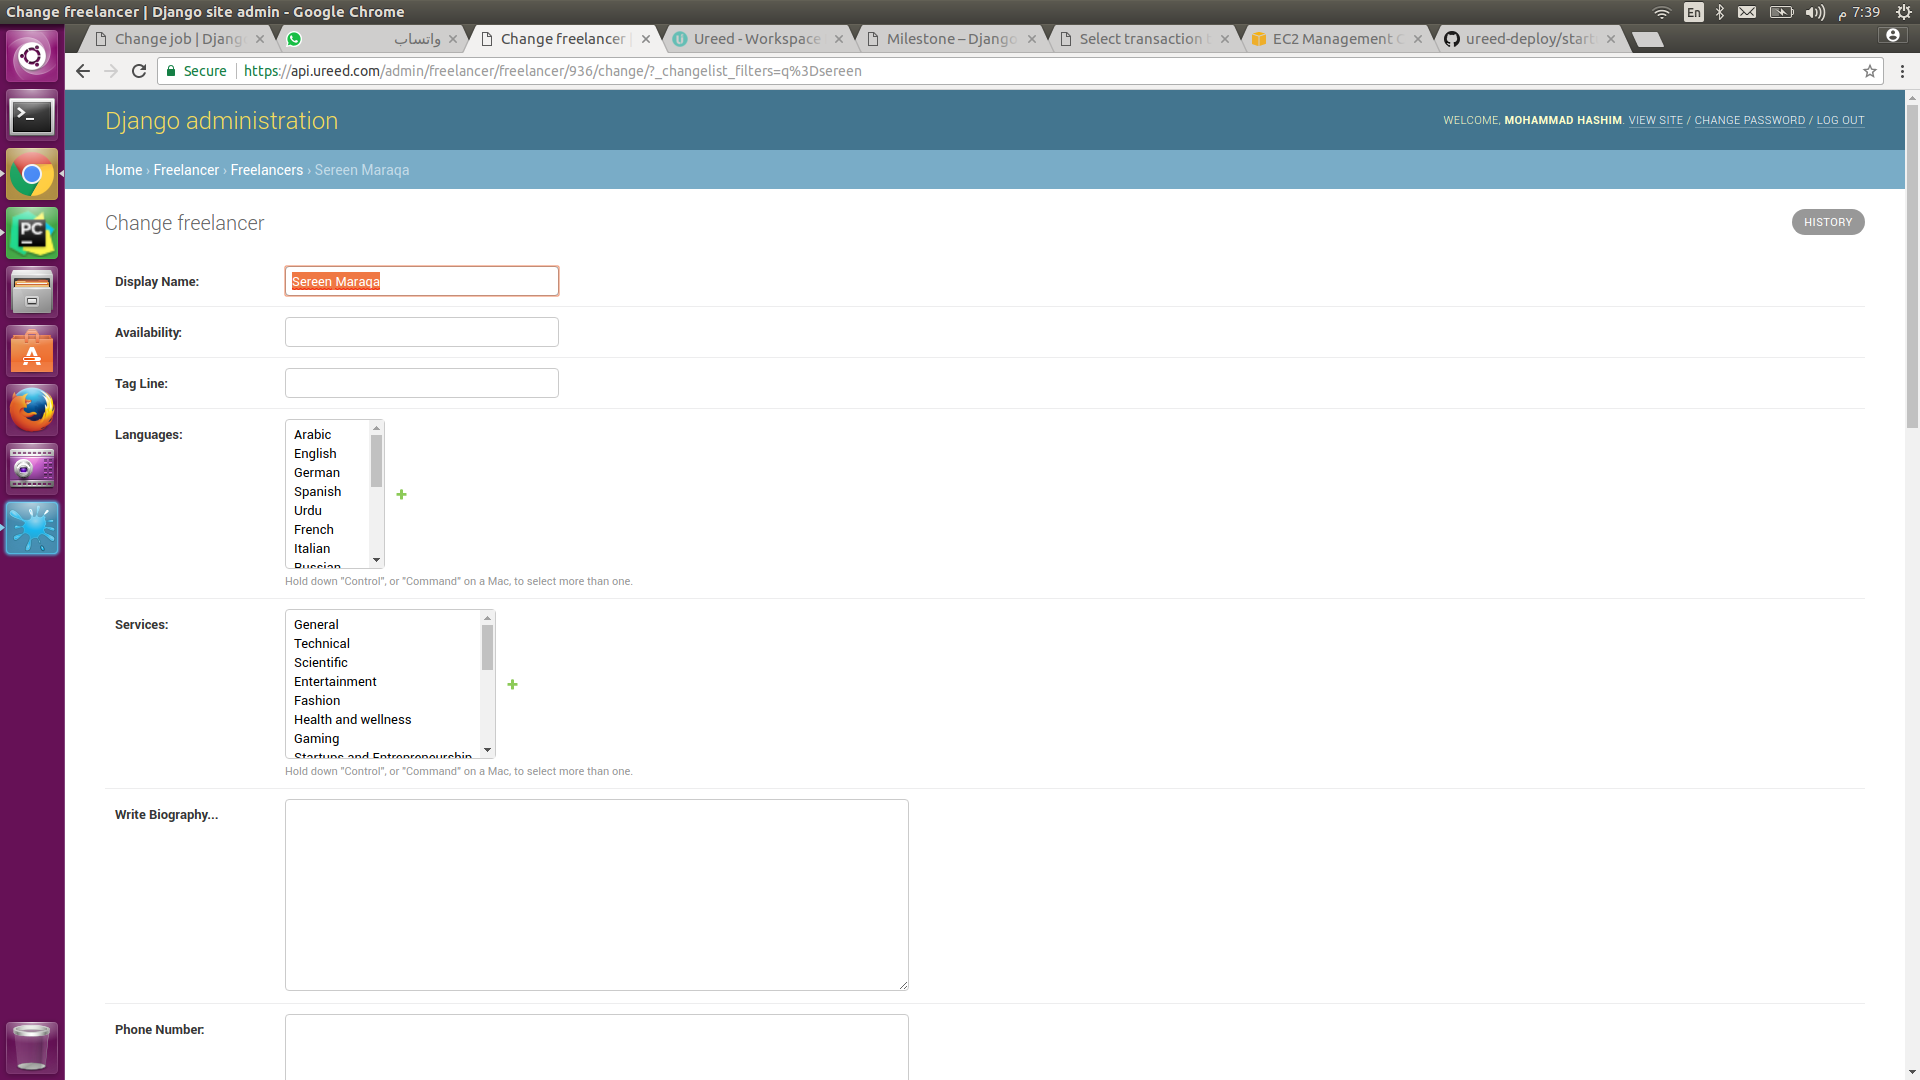 Change freelancer | Django site admin - Google Chrome
En
7:39 م
Change job | Djang
واتساب
Change freelancer |
Ureed - Workspace
Milestone – Django
Select transaction t
EC2 Management C
ureed-deploy/start
Secure
https://api.ureed.com/admin/freelancer/freelancer/936/change/?_changelist_filters=q%3Dsereen
Django administration
WELCOME, MOHAMMAD HASHIM. VIEW SITE / CHANGE PASSWORD / LOG OUT
Home › Freelancer › Freelancers › Sereen Maraqa
Change freelancer
HISTORY
Display Name:
Sereen Maraqa
Availability:
Tag Line:
Languages:
Arabic
English
German
Spanish
Urdu
French
Italian
Russian
Hold down "Control", or "Command" on a Mac, to select more than one.
Services:
General
Technical
Scientific
Entertainment
Fashion
Health and wellness
Gaming
Startups and Entrepreneurship
Hold down "Control", or "Command" on a Mac, to select more than one.
Write Biography...
Phone Number:
PC